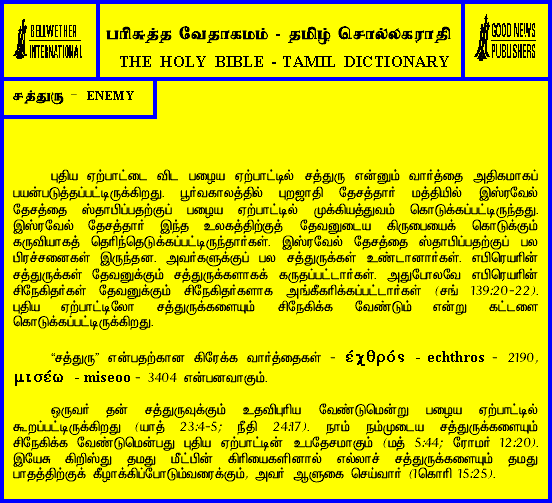 BELLWETHER
INTERNATIONAL
பரிசுத்த வேதாகமம் - தமிழ் சொல்லகராதி
THE HOLY BIBLE - TAMIL DICTIONARY
GOOD NEWS
PUBLISHERS
சத்துரு – ENEMY
புதிய ஏற்பாட்டை விட பழைய ஏற்பாட்டில் சத்துரு என்னும் வார்த்தை அதிகமாகப்
பயன்படுத்தப்பட்டிருக்கிறது. பூர்வகாலத்தில் புறஜாதி தேசத்தார் மத்தியில் இஸ்ரவேல்
தேசத்தை ஸ்தாபிப்பதற்குப் பழைய ஏற்பாட்டில் முக்கியத்துவம் கொடுக்கப்பட்டிருந்தது.
இஸ்ரவேல் தேசத்தார் இந்த உலகத்திற்குத் தேவனுடைய கிருபையைக் கொடுக்கும்
கருவியாகத் தெரிந்தெடுக்கப்பட்டிருந்தார்கள். இஸ்ரவேல் தேசத்தை ஸ்தாபிப்பதற்குப் பல
பிரச்சனைகள் இருந்தன. அவர்களுக்குப் பல சத்துருக்கள் உண்டானார்கள். எபிரெயரின்
சத்துருக்கள் தேவனுக்கும் சத்துருக்களாகக் கருதப்பட்டார்கள். அதுபோலவே எபிரெயரின்
சிநேகிதர்கள் தேவனுக்கும் சிநேகிதர்களாக அங்கீகரிக்கப்பட்டார்கள் (சங் 139:20-22).
புதிய ஏற்பாட்டிலோ சத்துருக்களையும் சிநேகிக்க வேண்டும் என்று கட்டளை
கொடுக்கப்பட்டிருக்கிறது.
“சத்துரு” என்பதற்கான கிரேக்க வார்த்தைகள் - έχθρός - echthros - 2190,
μισέω - miseoo - 3404 என்பனவாகும்.
ஒருவர் தன் சத்துருவுக்கும் உதவிபுரிய வேண்டுமென்று பழைய ஏற்பாட்டில்
கூறப்பட்டிருக்கிறது (யாத் 23:4-5; நீதி 24:17). நாம் நம்முடைய சத்துருக்களையும்
சிநேகிக்க வேண்டுமென்பது புதிய ஏற்பாட்டின் உபதேசமாகும் (மத் 5:44; ரோமர் 12:20).
இயேசு கிறிஸ்து தமது மீட்பின் கிரியைகளினால் எல்லாச் சத்துருக்களையும் தமது
பாதத்திற்குக் கீழாக்கிப்போடும்வரைக்கும், அவர் ஆளுகை செய்வார் (1கொரி 15:25).